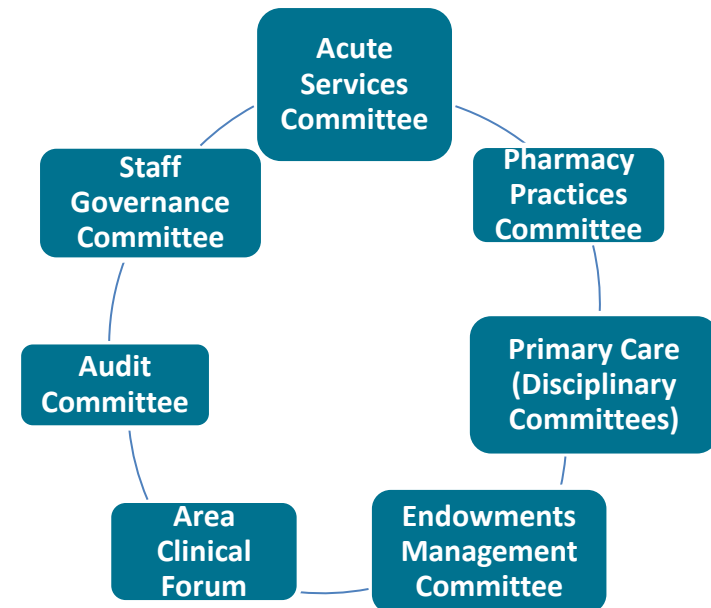 Acute
Services
Committee
Pharmacy
Practices
Committee
Primary Care
(Disciplinary
Committees)
Endowments
Management
Committee
Area
Clinical
Forum
Audit
Committee
Staff
Governance
Committee